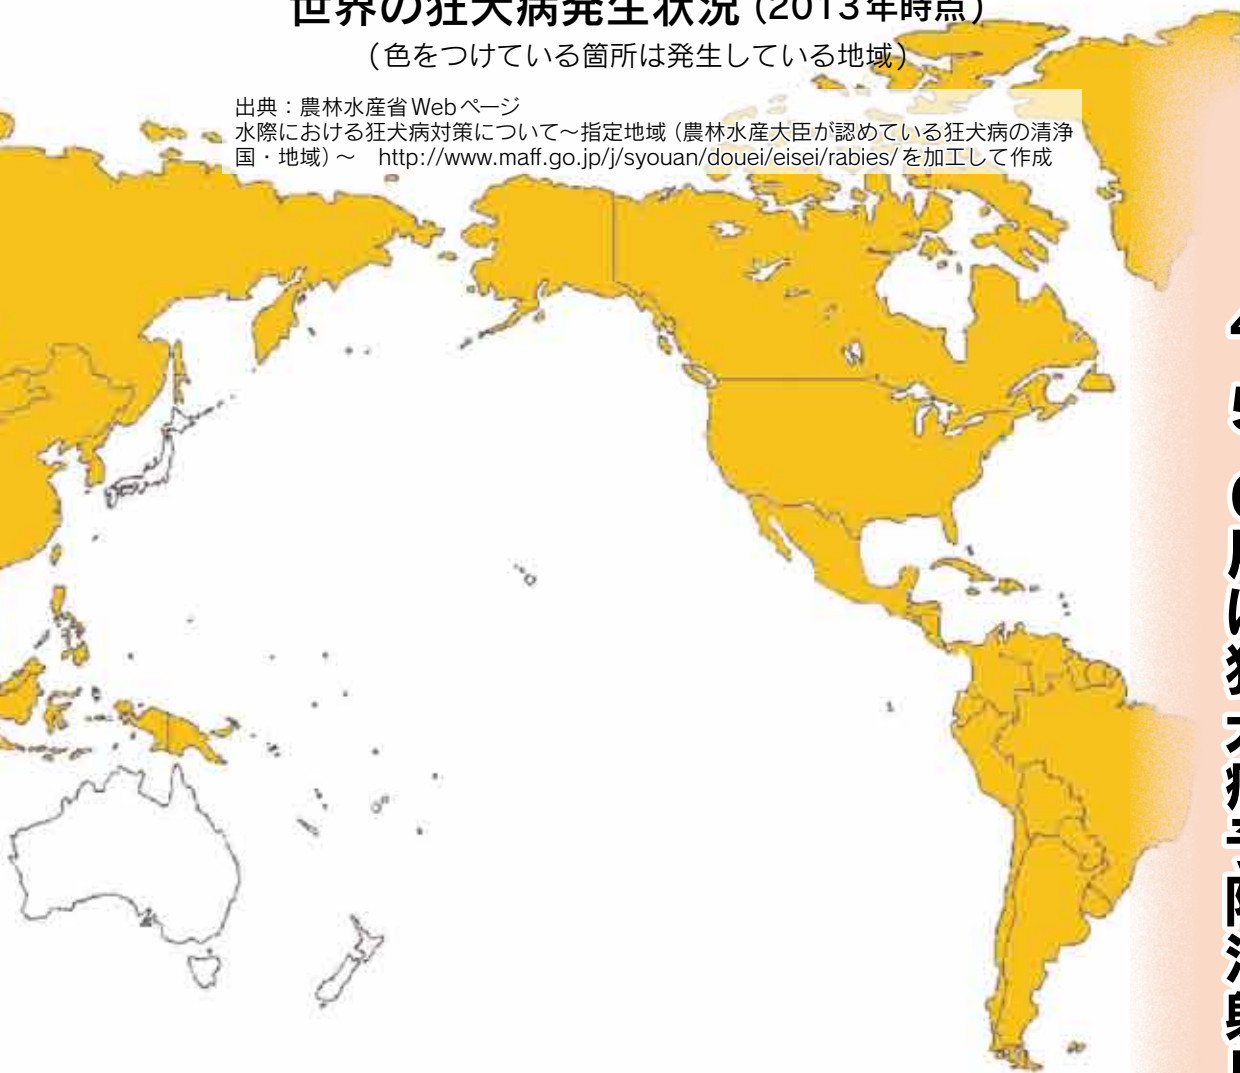 世界の狂犬病発生状況（2013年時点）
（色をつけている箇所は発生している地域）
出典：農林水産省Webページ
水際における狂犬病対策について～指定地域（農林水産大臣が認めている狂犬病の清浄
国・地域）～　http://www.maff.go.jp/j/syouan/douei/eisei/rabies/を加工して作成